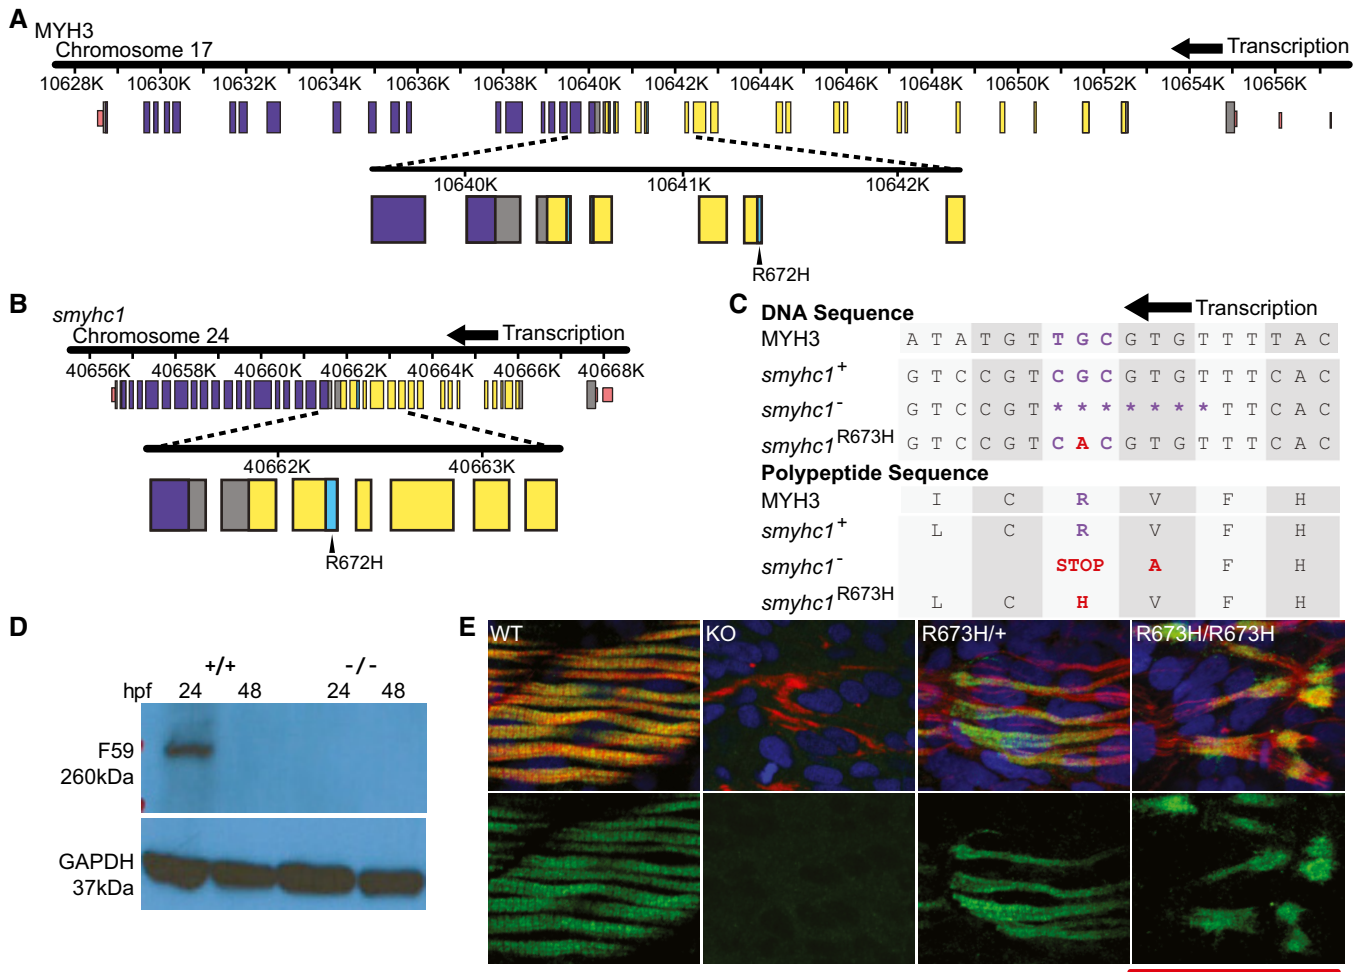 A
MYH3
Chromosome 17
Transcription
10628K 10630K 10632K 10634K 10636K 10638K 10640K 10642K 10644K 10646K 10648K 10650K 10652K 10654K 10656K
10640K 10641K 10642K
R672H
B
smyhc1
Chromosome 24
Transcription
40656K 40658K 40660K 40662K 40664K 40666K 40668K
40662K 40663K
R672H
C
DNA Sequence
Transcription
MYH3 A T A T G T T G C G T G T T T T A C
smyhc1+ G T C C G T C G C G T G T T T C A C
smyhc1- G T C C G T * * * * * * * T T C A C
smyhc1R673H G T C C G T C A C G T G T T T C A C
Polypeptide Sequence
MYH3 I C R V F H
smyhc1+ L C R V F H
smyhc1- STOP A F H
smyhc1R673H L C H V F H
D
+/+ -/-
hpf 24 48 24 48
F59
260kDa
GAPDH
37kDa
E
WT KO R673H/+ R673H/R673H